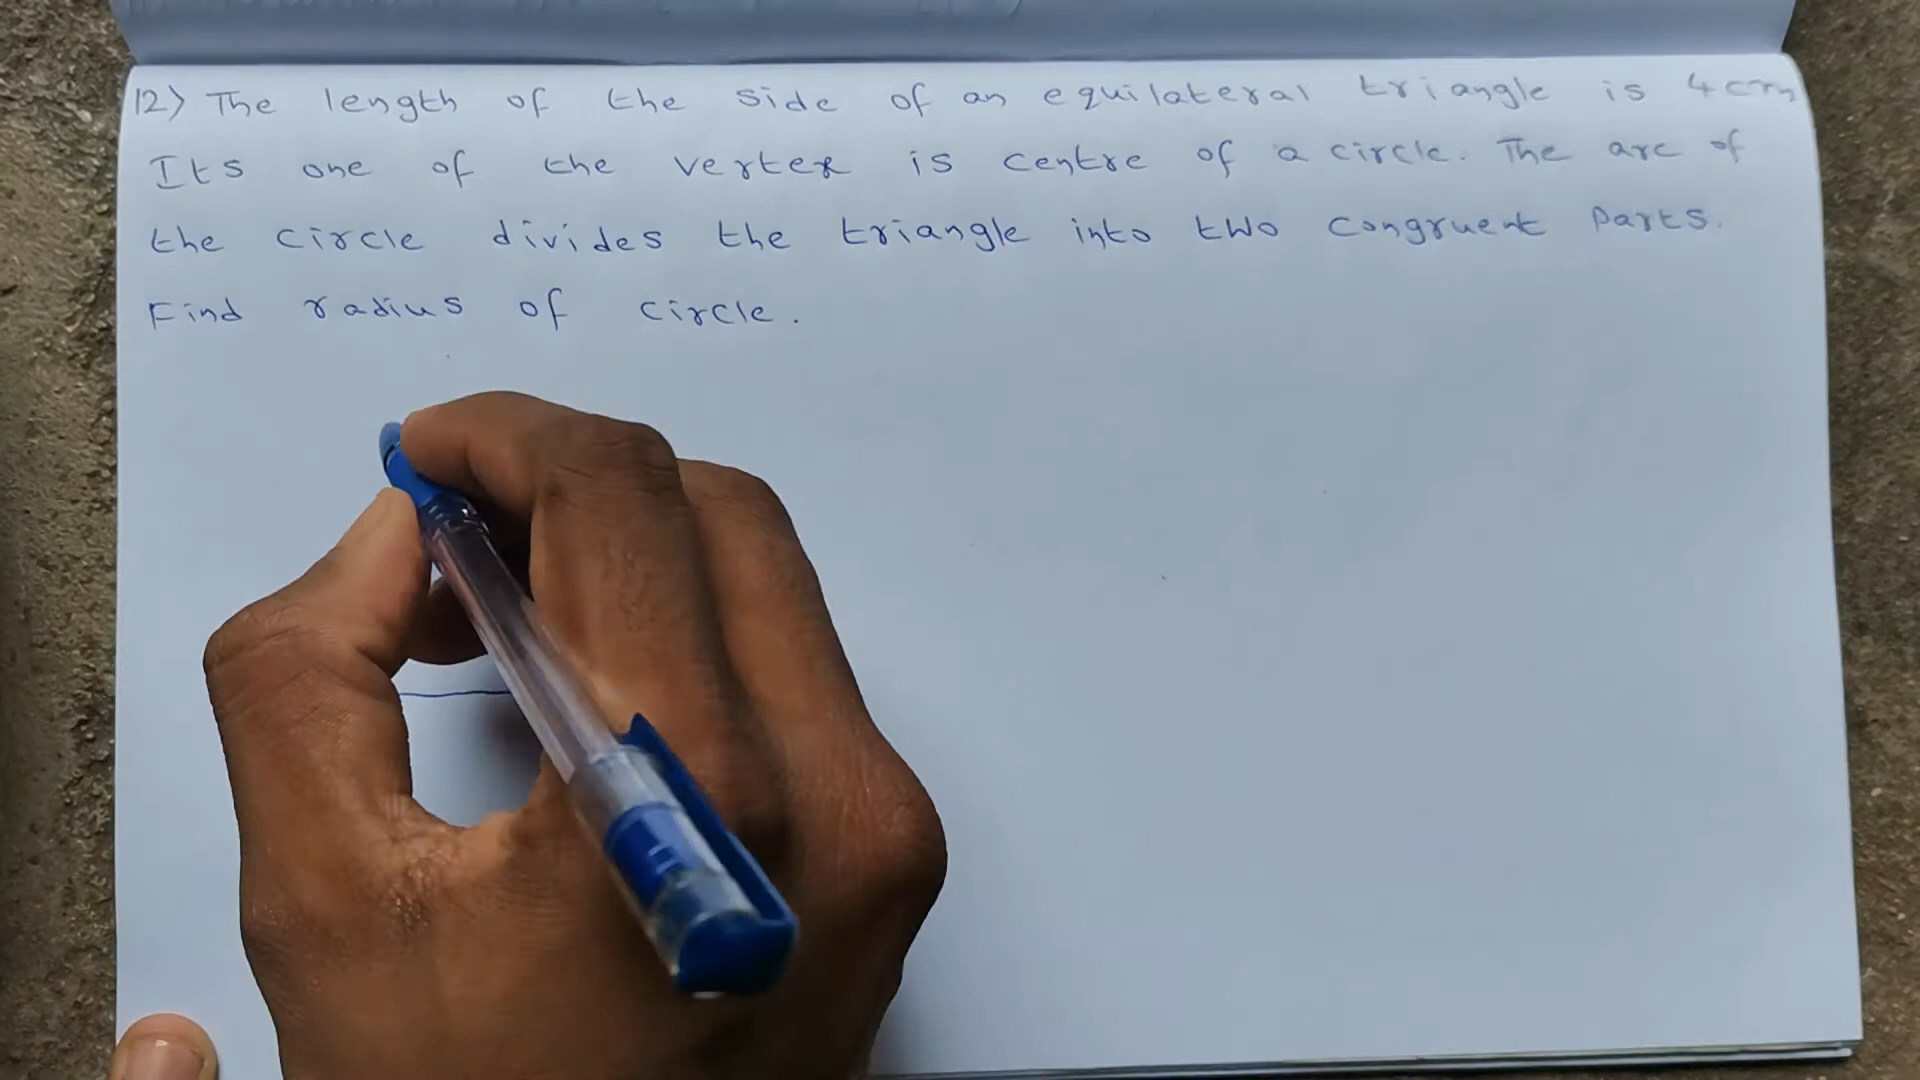 12) The length of the side of an equilateral triangle is 4cm
Its one of the vertex is centre of a circle. The arc of
the circle divides the triangle into two congruent parts.
Find radius of circle.